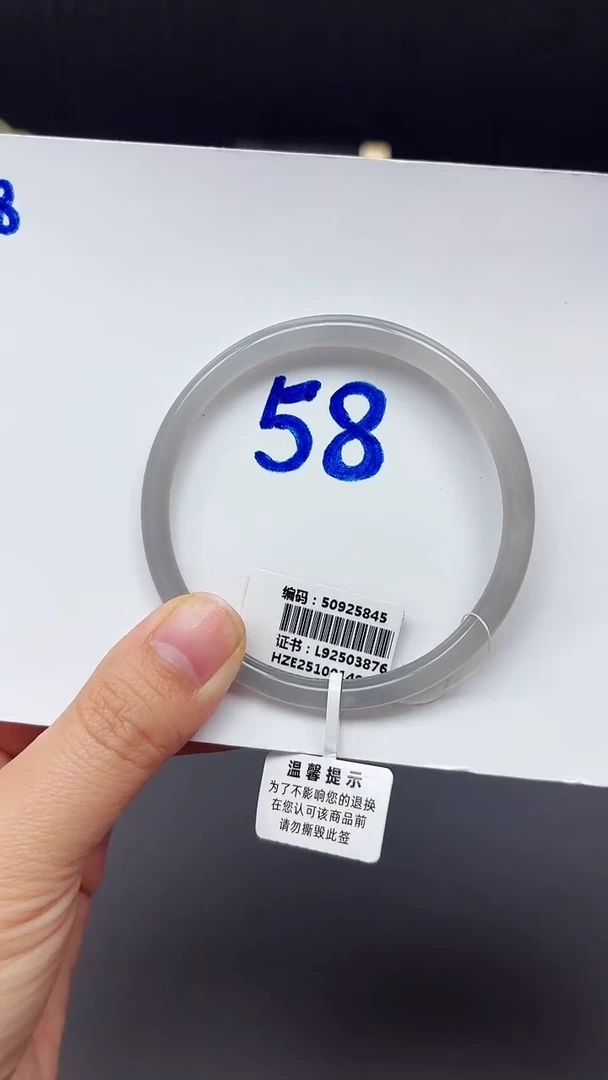 8
58
编码：50925845
证书：L92503876
温馨提示
为了不影响您的退换
在您认可该商品前
请勿撕毁此签